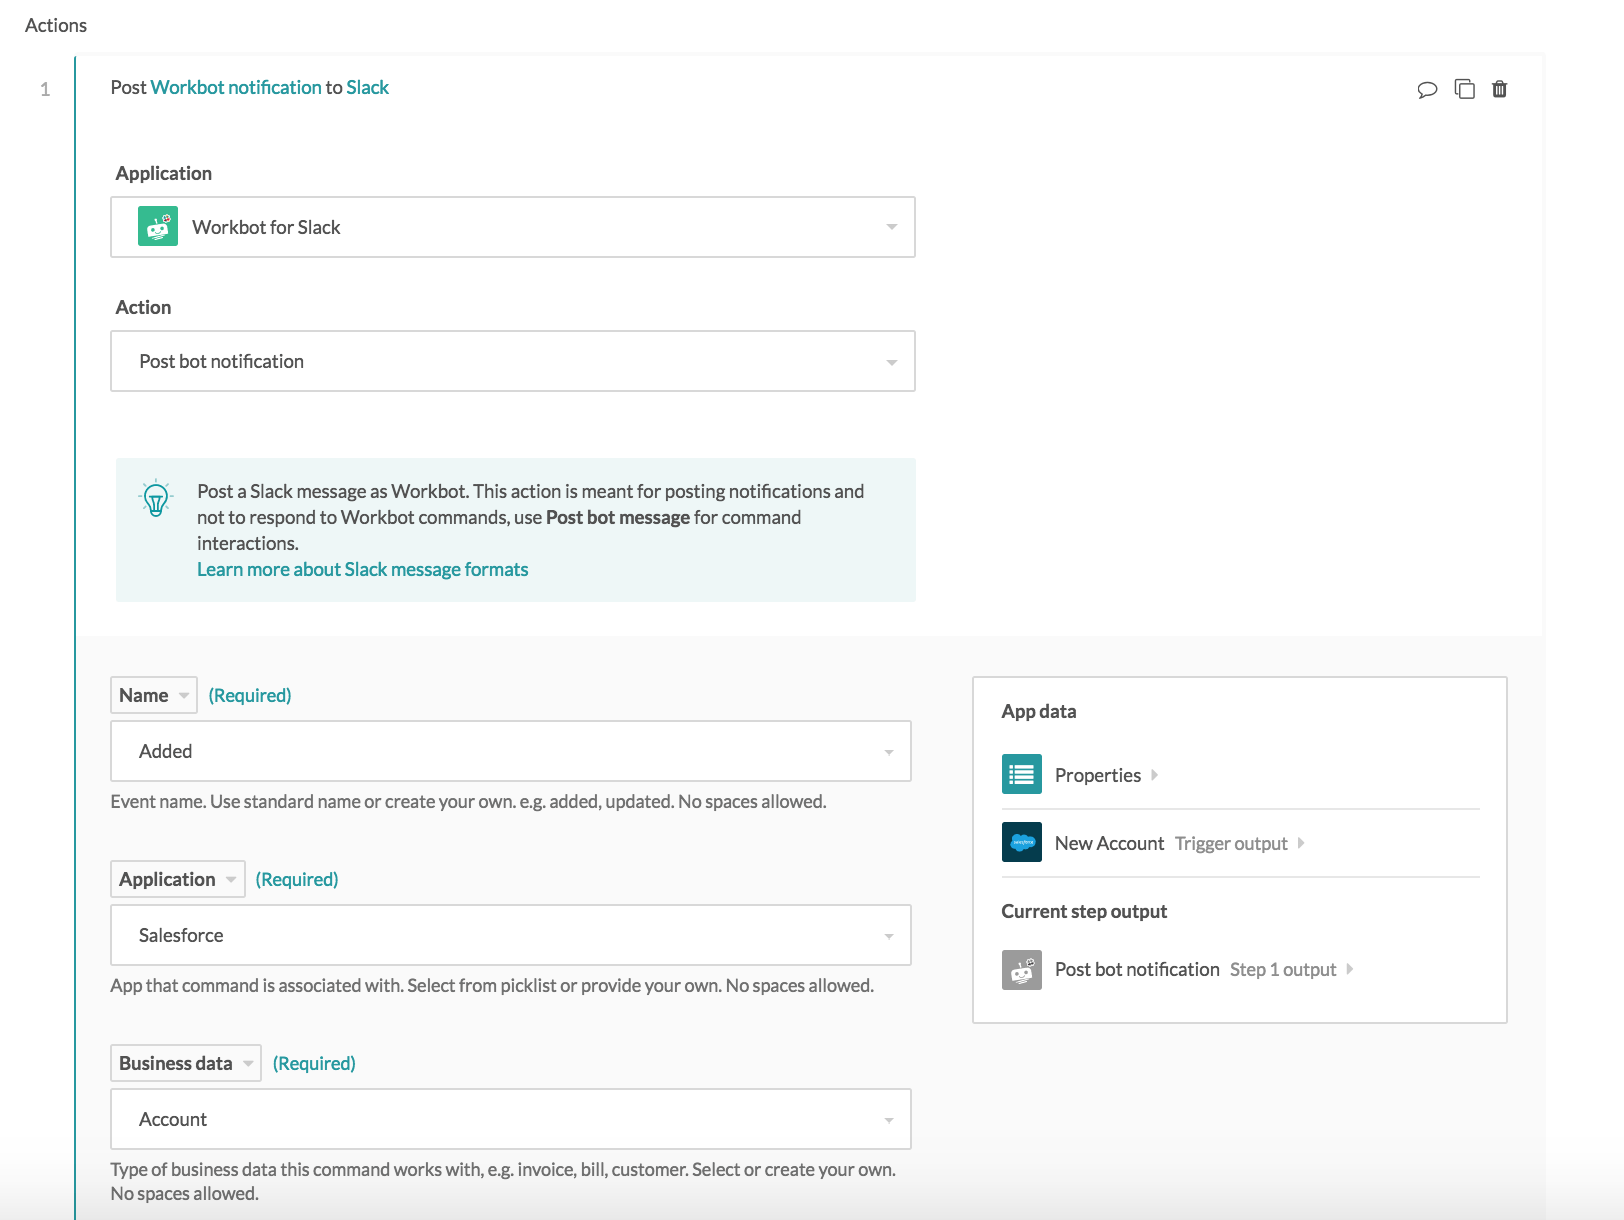 Actions
1
Post Workbot notification to Slack
Application
Workbot for Slack
Action
Post bot notification
Post a Slack message as Workbot. This action is meant for posting notifications and
not to respond to Workbot commands, use Post bot message for command
interactions.
Learn more about Slack message formats
Name (Required)
Added
Event name. Use standard name or create your own. e.g. added, updated. No spaces allowed.
Application (Required)
Salesforce
App that command is associated with. Select from picklist or provide your own. No spaces allowed.
Business data (Required)
Account
Type of business data this command works with, e.g. invoice, bill, customer. Select or create your own.
No spaces allowed.
App data
Properties
salesforce
New Account Trigger output
Current step output
Post bot notification Step 1 output